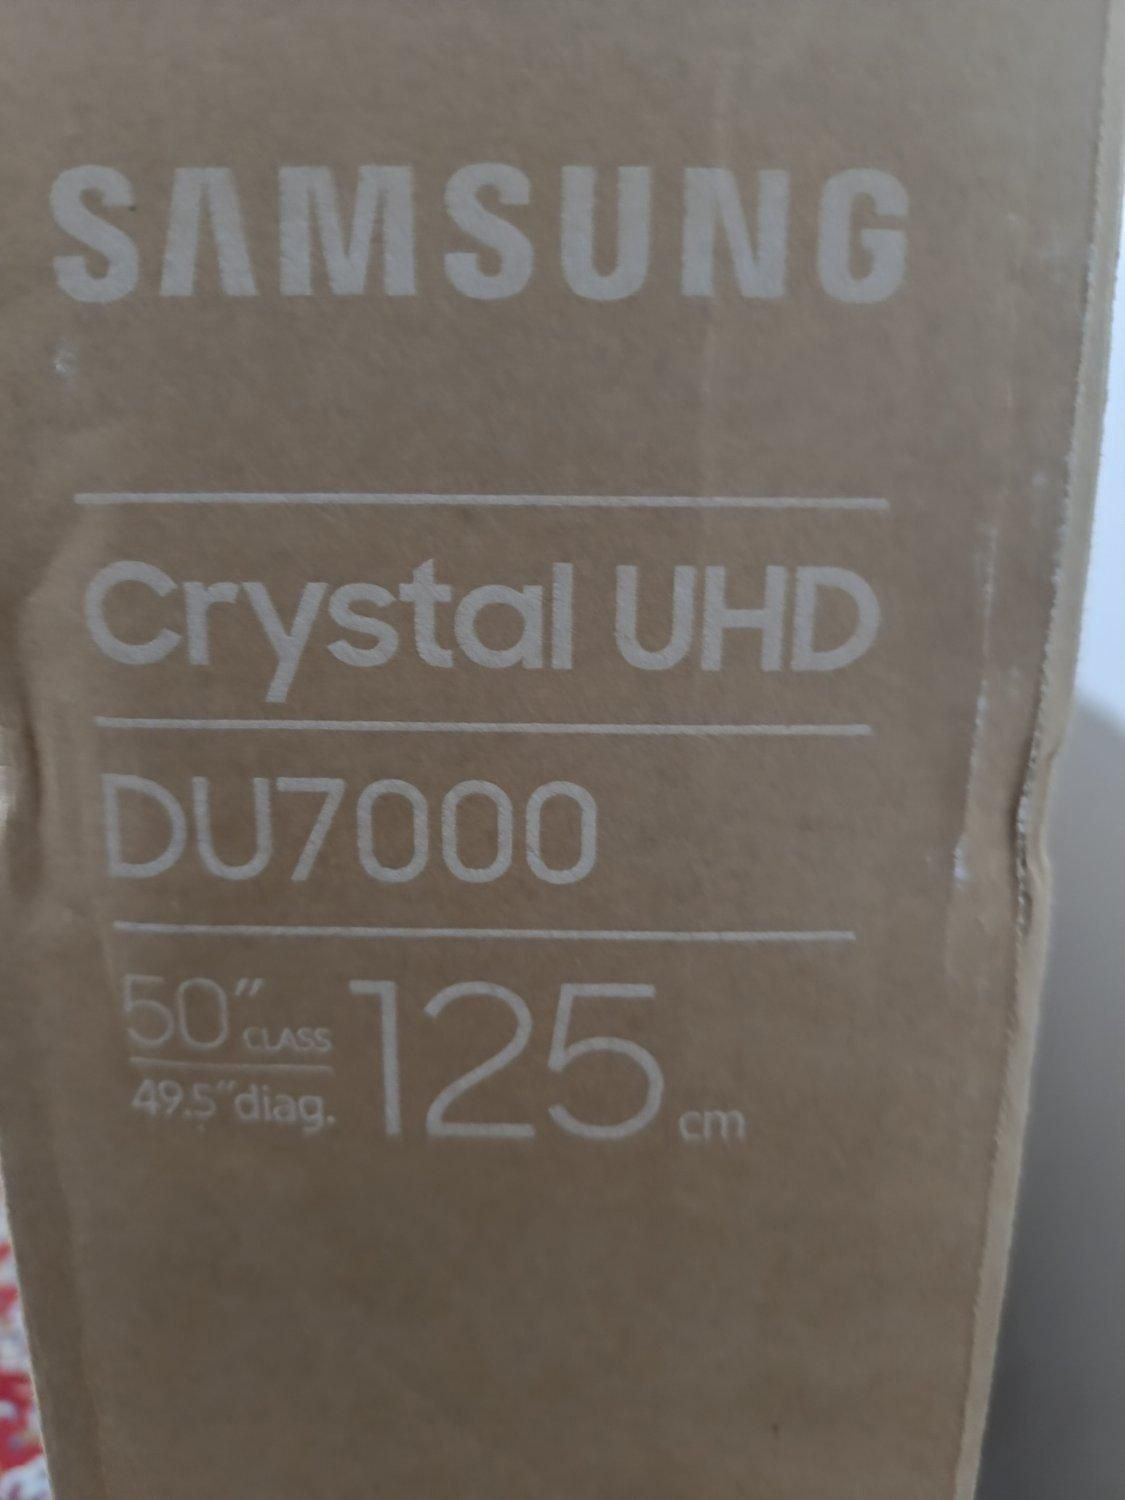 SAMSUNG
Crystal UHD
DU7000
50" CLASS
49.5" diag.
125 cm